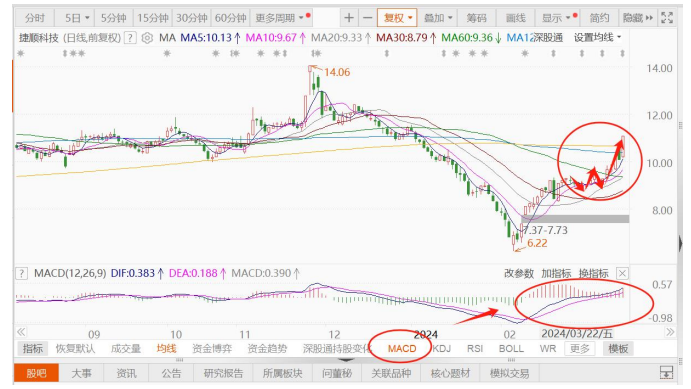 分时 5日 5分钟 15分钟 30分钟 60分钟 更多周期 + − 复权 叠加 筹码 画线 显示 简约 隐藏
捷顺科技 (日线,前复权) ? MA MA5:10.13↑ MA10:9.67↑ MA20:9.33↑ MA30:8.79↑ MA60:9.36↓ MA12 深股通 设置均线
14.06
14.00
12.00
10.00
8.00
7.37-7.73
6.22
? MACD(12,26,9) DIF:0.383↑ DEA:0.188↑ MACD:0.390↑ 改参数 加指标 换指标
0.57
-0.98
09 10 11 12 2024 02 2024/03/22/五
指标 恢复默认 成交量 均线 资金博弈 资金趋势 深股通持股变化 MACD KDJ RSI BOLL WR 更多 模板
股吧 大事 资讯 公告 研究报告 所属板块 问董秘 关联品种 核心题材 模拟交易